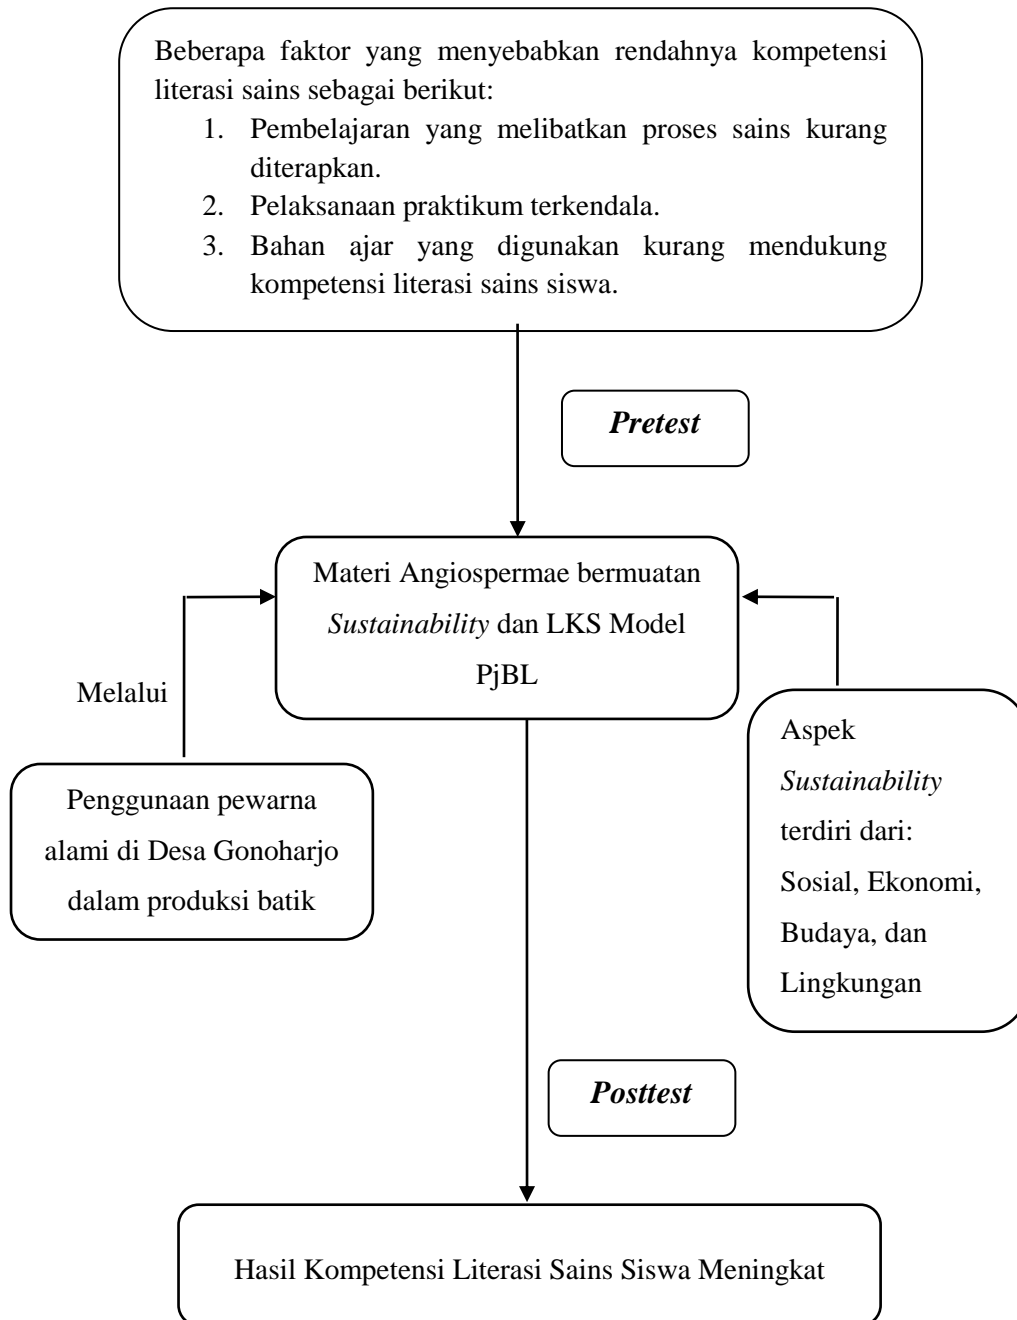 Beberapa faktor yang menyebabkan rendahnya kompetensi
literasi sains sebagai berikut:
1. Pembelajaran yang melibatkan proses sains kurang
diterapkan.
2. Pelaksanaan praktikum terkendala.
3. Bahan ajar yang digunakan kurang mendukung
kompetensi literasi sains siswa.
Pretest
Materi Angiospermae bermuatan
Sustainability dan LKS Model
PjBL
Melalui
Penggunaan pewarna
alami di Desa Gonoharjo
dalam produksi batik
Aspek
Sustainability
terdiri dari:
Sosial, Ekonomi,
Budaya, dan
Lingkungan
Posttest
Hasil Kompetensi Literasi Sains Siswa Meningkat